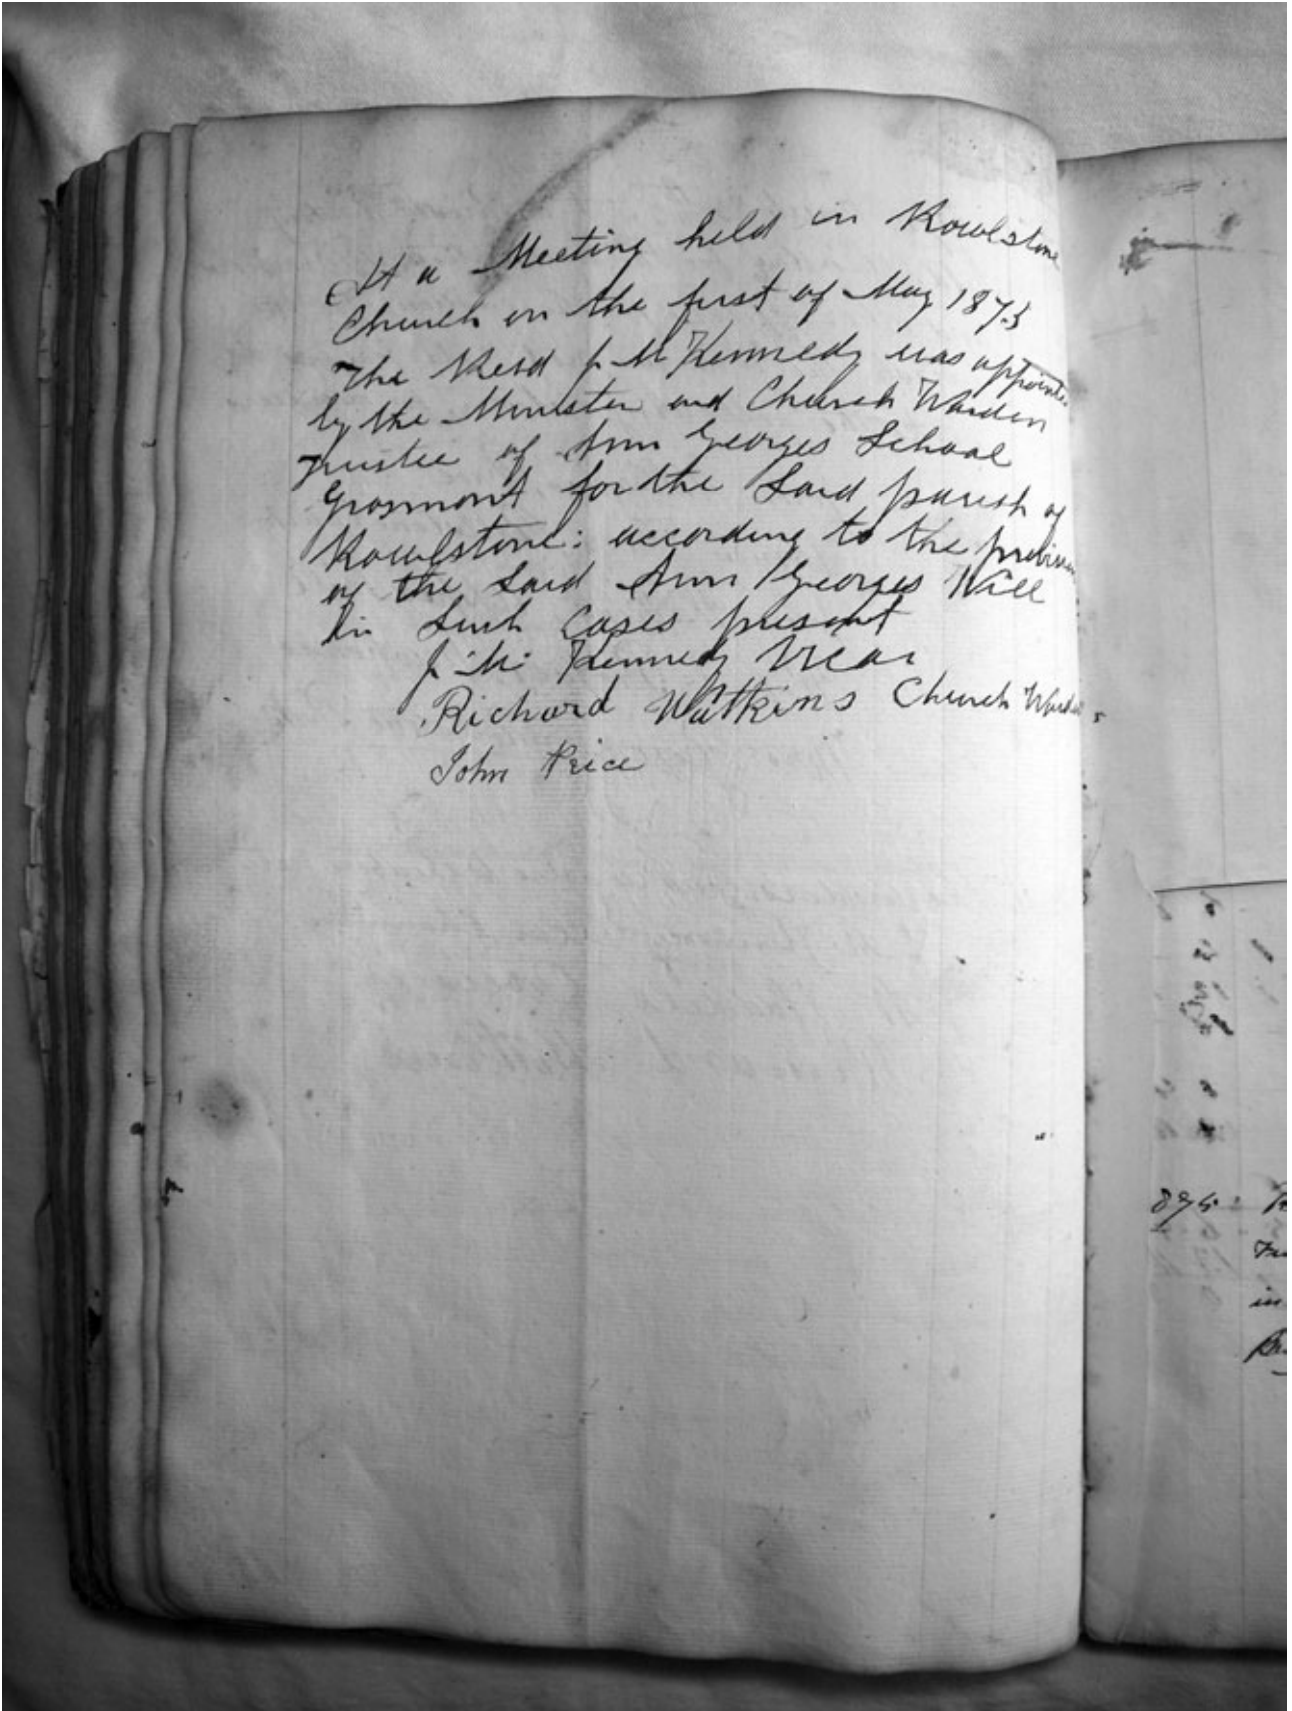 At a Meeting held in Rowlstone
Church on the first of May 1873
The Revd J. M Kennedy was appointed
by the Minister and Church Warden
Trustee of Ann Georges School
Grosmont for the Said parish of
Rowlstone: according to the
of the Said Ann Georges Will
in Such Cases present
J. M. Kennedy Vicar
Richard Watkins Church Wardens
John Price
in